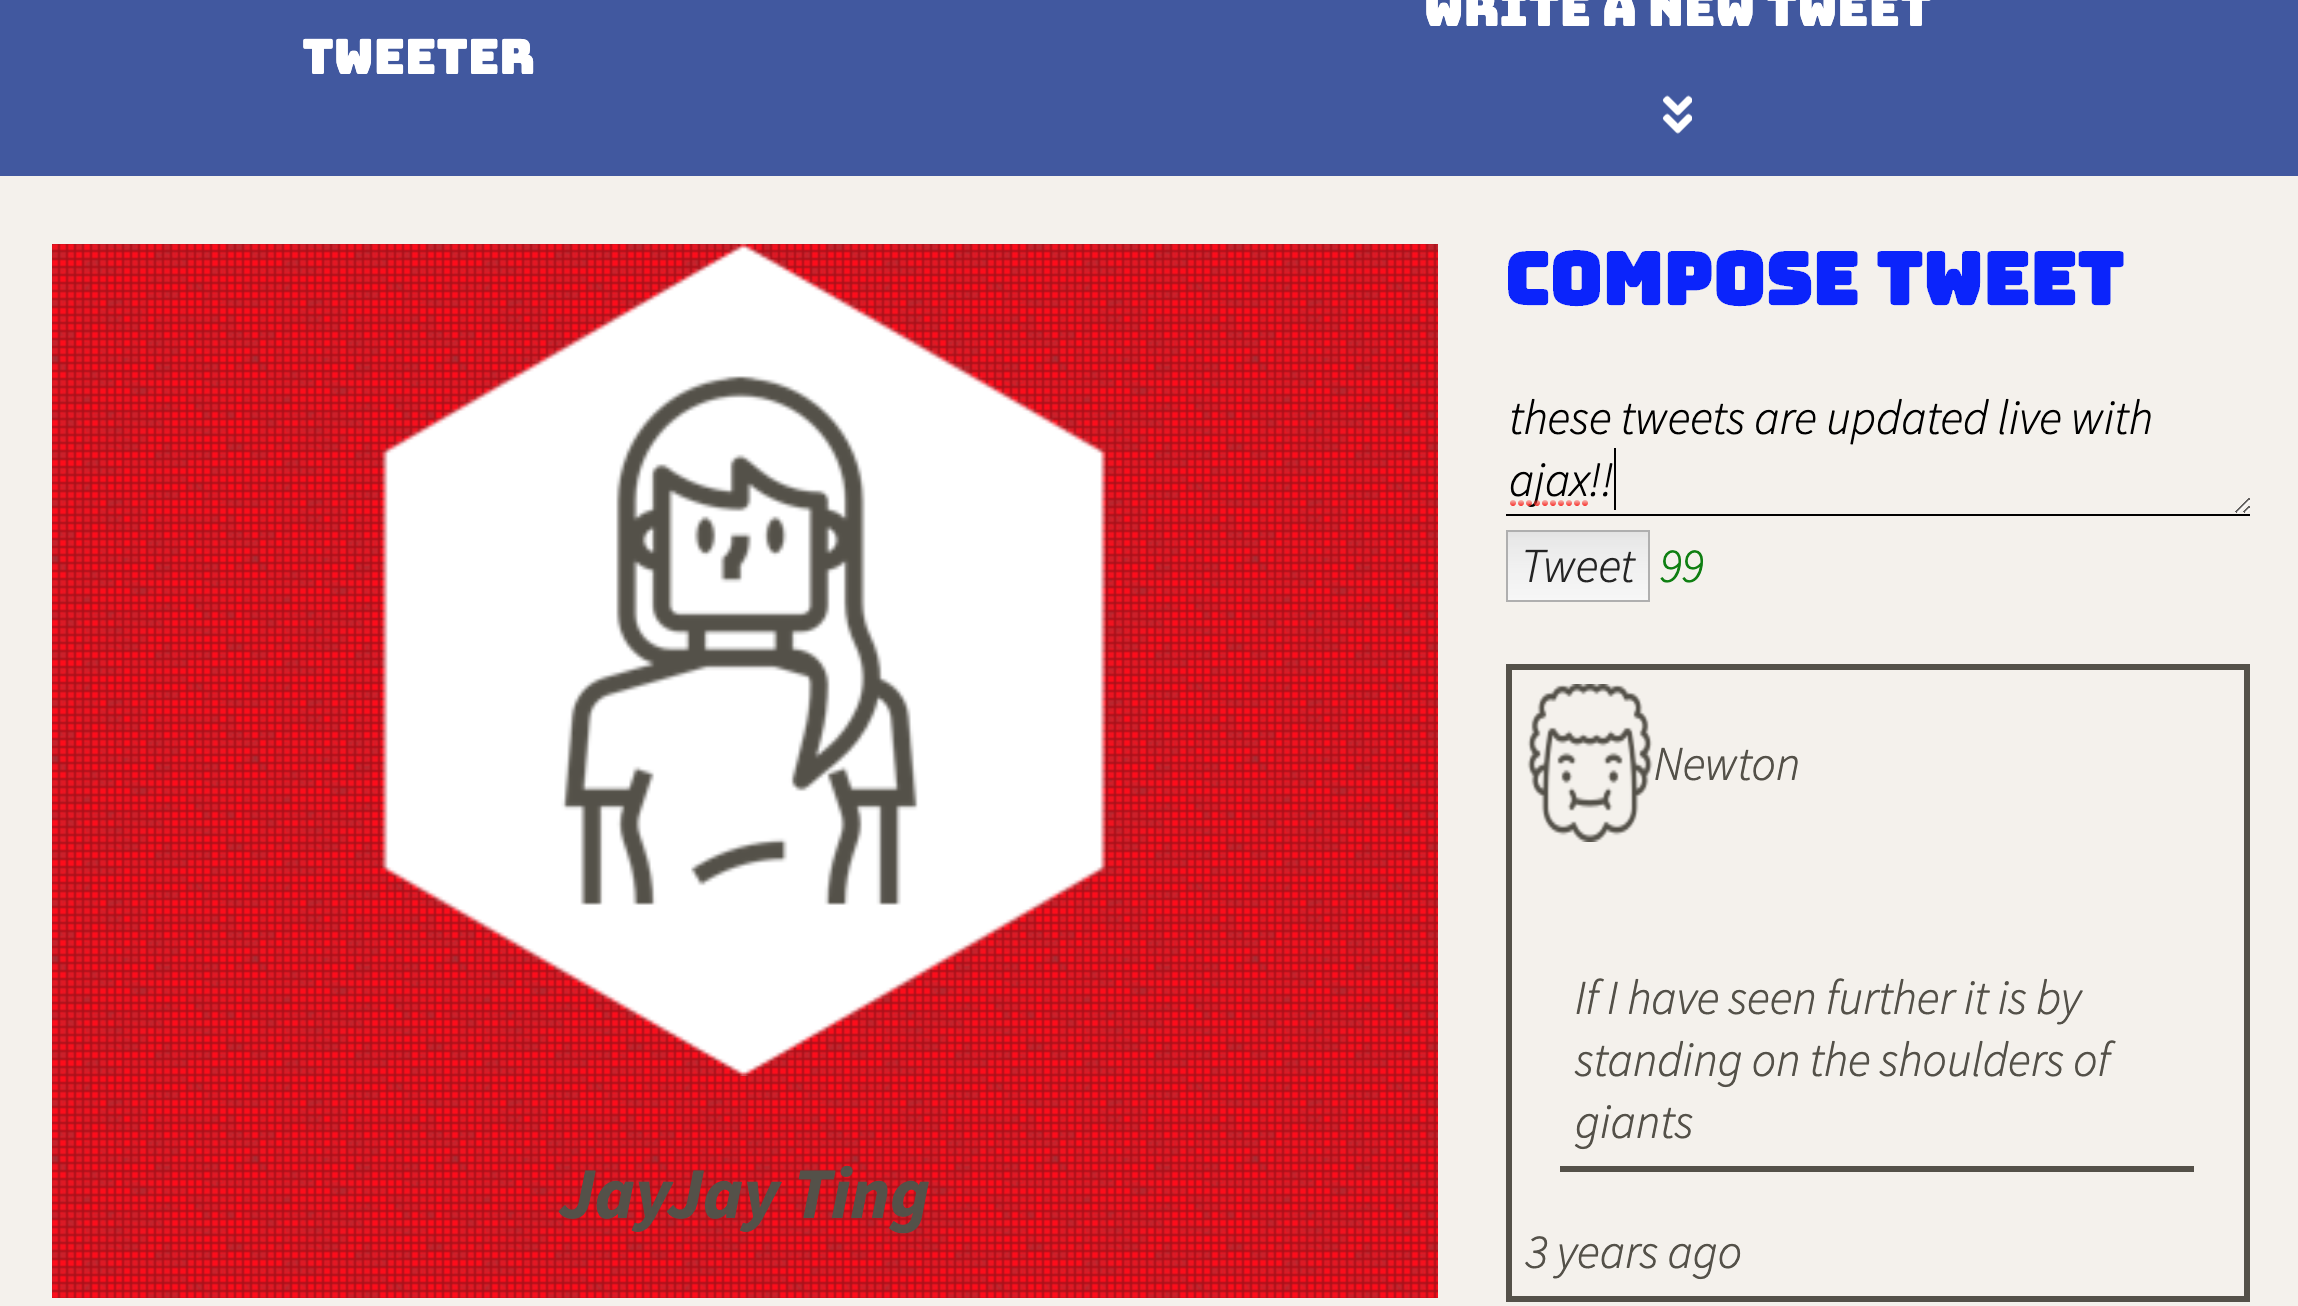 WRITE A NEW TWEET
TWEETER
COMPOSE TWEET
these tweets are updated live with
ajax!!
Tweet 99
Newton
If I have seen further it is by
standing on the shoulders of
giants
3 years ago
JayJay Ting